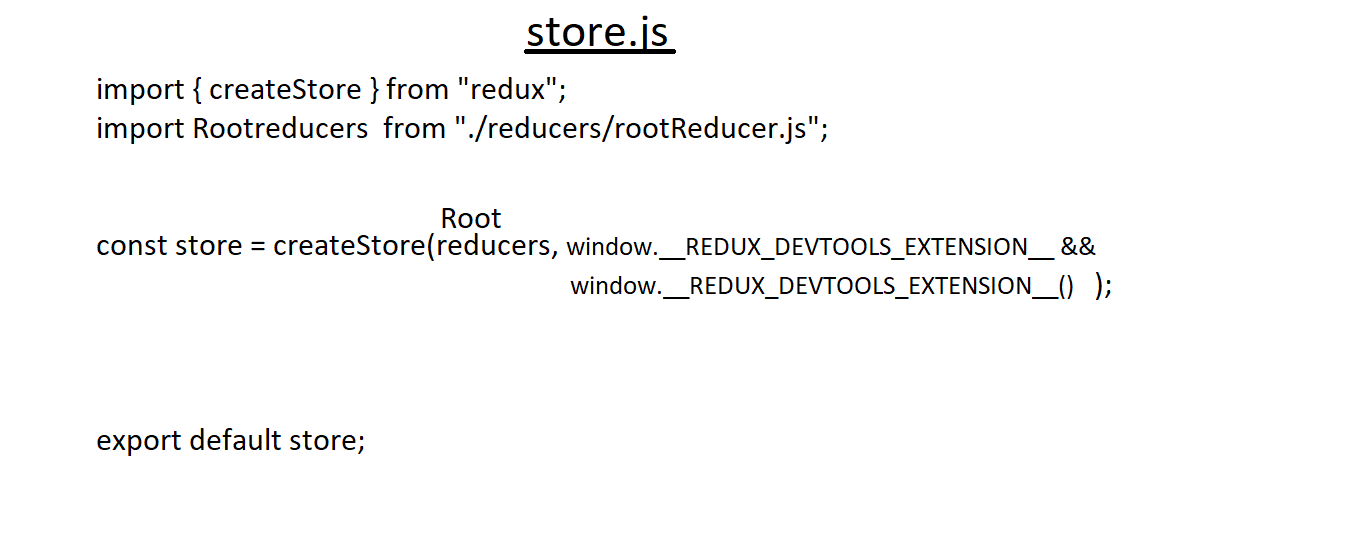 store.js
import { createStore } from "redux";
import Rootreducers  from "./reducers/rootReducer.js";
Root
const store = createStore(reducers, window.__REDUX_DEVTOOLS_EXTENSION__ &&
window.__REDUX_DEVTOOLS_EXTENSION__()  );
export default store;